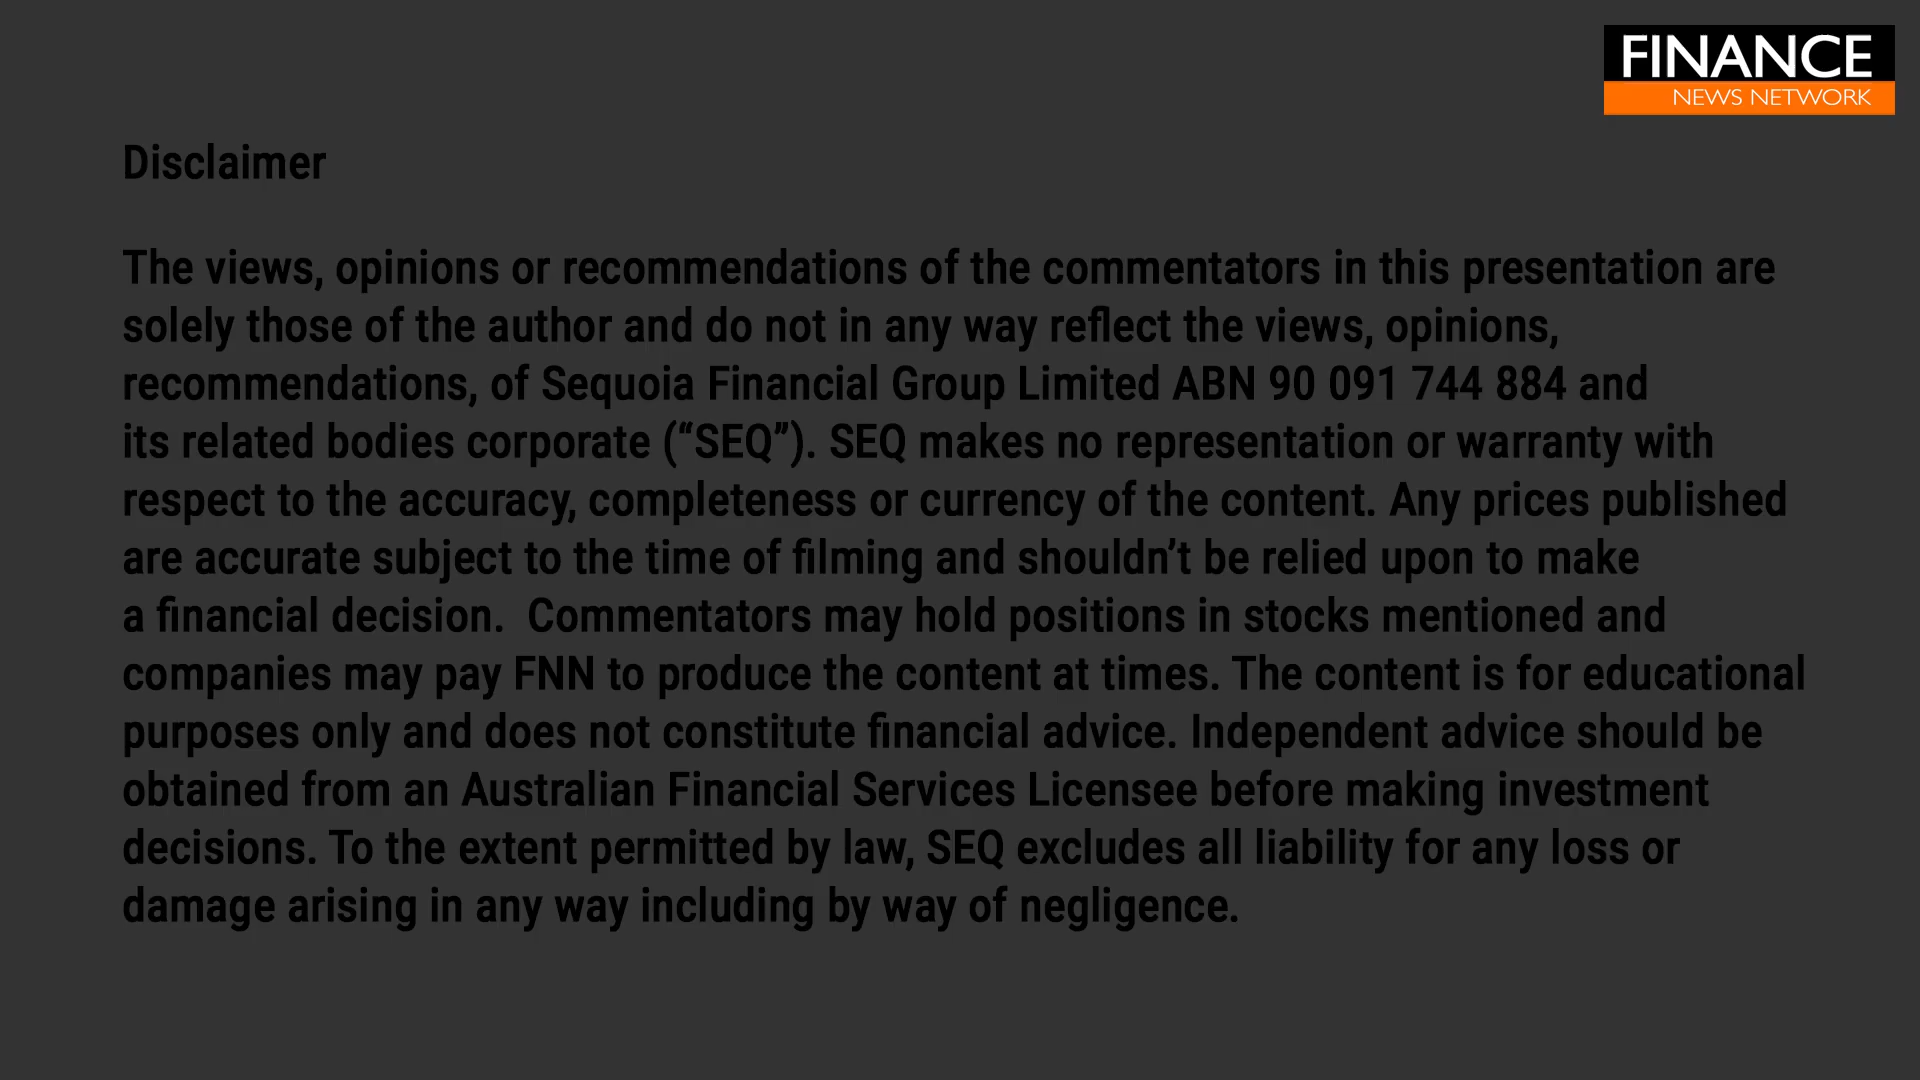 FINANCE
NEWS NETWORK
Disclaimer
The views, opinions or recommendations of the commentators in this presentation are
solely those of the author and do not in any way reflect the views, opinions,
recommendations, of Sequoia Financial Group Limited ABN 90 091 744 884 and
its related bodies corporate (“SEQ”). SEQ makes no representation or warranty with
respect to the accuracy, completeness or currency of the content. Any prices published
are accurate subject to the time of filming and shouldn’t be relied upon to make
a financial decision.  Commentators may hold positions in stocks mentioned and
companies may pay FNN to produce the content at times. The content is for educational
purposes only and does not constitute financial advice. Independent advice should be
obtained from an Australian Financial Services Licensee before making investment
decisions. To the extent permitted by law, SEQ excludes all liability for any loss or
damage arising in any way including by way of negligence.